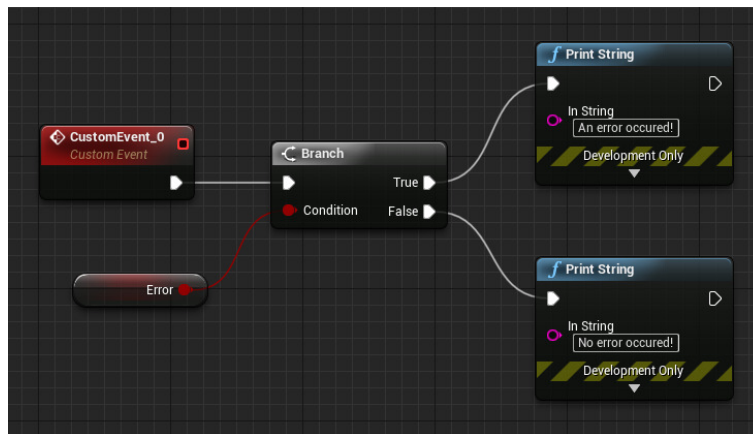 CustomEvent_0
Custom Event
Error
Branch
True
Condition
False
f Print String
In String
An error occured!
Development Only
f Print String
In String
No error occured!
Development Only